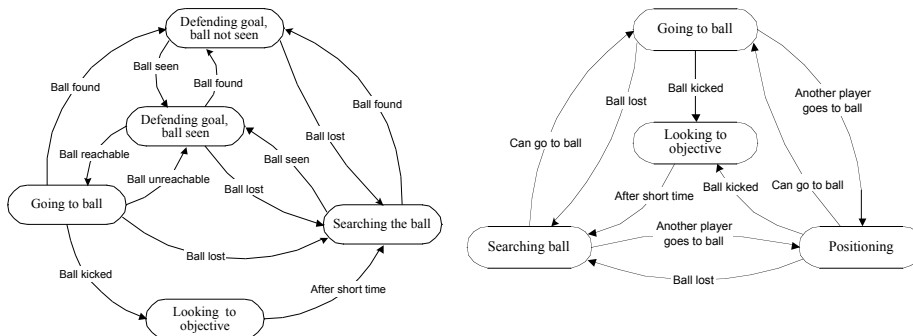 Defending goal,
ball not seen
Ball seen
Ball found
Ball found
Ball found
Defending goal,
ball seen
Ball lost
Ball reachable
Ball seen
Ball unreachable
Ball lost
Going to ball
Searching the ball
Ball lost
Ball kicked
After short time
Looking to
objective
Going to ball
Ball kicked
Another player
goes to ball
Ball lost
Can go to ball
Looking to
objective
After short time
Ball kicked
Can go to ball
Another player
goes to ball
Searching ball
Positioning
Ball lost